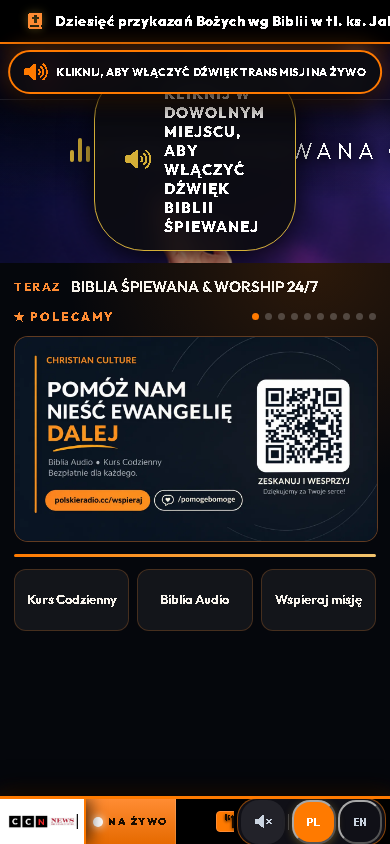 Dziesięć przykazań Bożych wg Biblii w tł. ks.
KLIKNIJ, ABY WŁĄCZYĆ DŹWIĘK TRANSMISJI NA ŻYWO
KLIKNIJ W
DOWOLNYM
MIEJSCU,
ABY
WŁĄCZYĆ
DŹWIĘK
BIBLII
ŚPIEWANEJ
TERAZ BIBLIA ŚPIEWANA & WORSHIP 24/7
★ POLECAMY
CHRISTIAN CULTURE
POMÓŻ NAM
NIEŚĆ EWANGELIĘ
DALEJ
Biblia Audio • Kurs Codzienny
Bezpłatnie dla każdego.
polskieradio.cc/wspieraj
/pomogebomoge
ZESKANUJ I WESPRZYJ
Dziękujemy za Twoje serce!
Kurs Codzienny
Biblia Audio
Wspieraj misję
CCN NEWS
NA ŻYWO
PL
EN